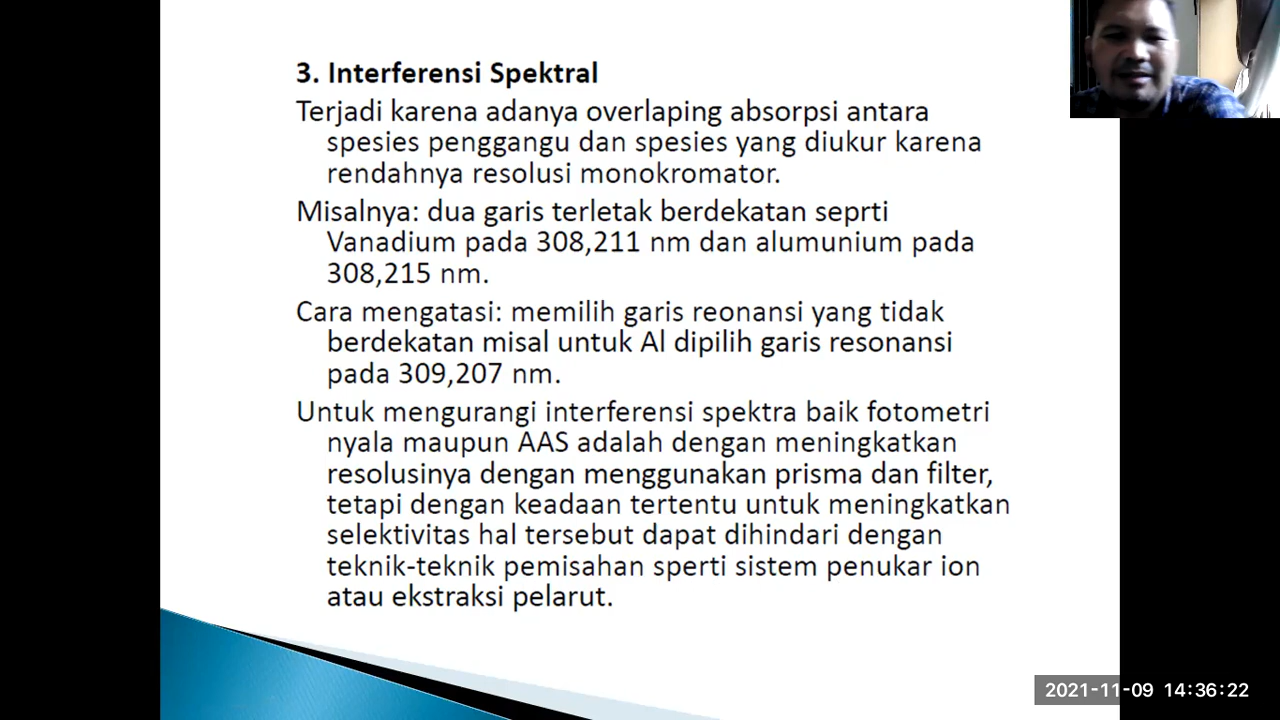 3. Interferensi Spektral
Terjadi karena adanya overlaping absorpsi antara
spesies penggangu dan spesies yang diukur karena
rendahnya resolusi monokromator.
Misalnya: dua garis terletak berdekatan seprti
Vanadium pada 308,211 nm dan alumunium pada
308,215 nm.
Cara mengatasi: memilih garis reonansi yang tidak
berdekatan misal untuk Al dipilih garis resonansi
pada 309,207 nm.
Untuk mengurangi interferensi spektra baik fotometri
nyala maupun AAS adalah dengan meningkatkan
resolusinya dengan menggunakan prisma dan filter,
tetapi dengan keadaan tertentu untuk meningkatkan
selektivitas hal tersebut dapat dihindari dengan
teknik-teknik pemisahan sperti sistem penukar ion
atau ekstraksi pelarut.
2021-11-09 14:36:22